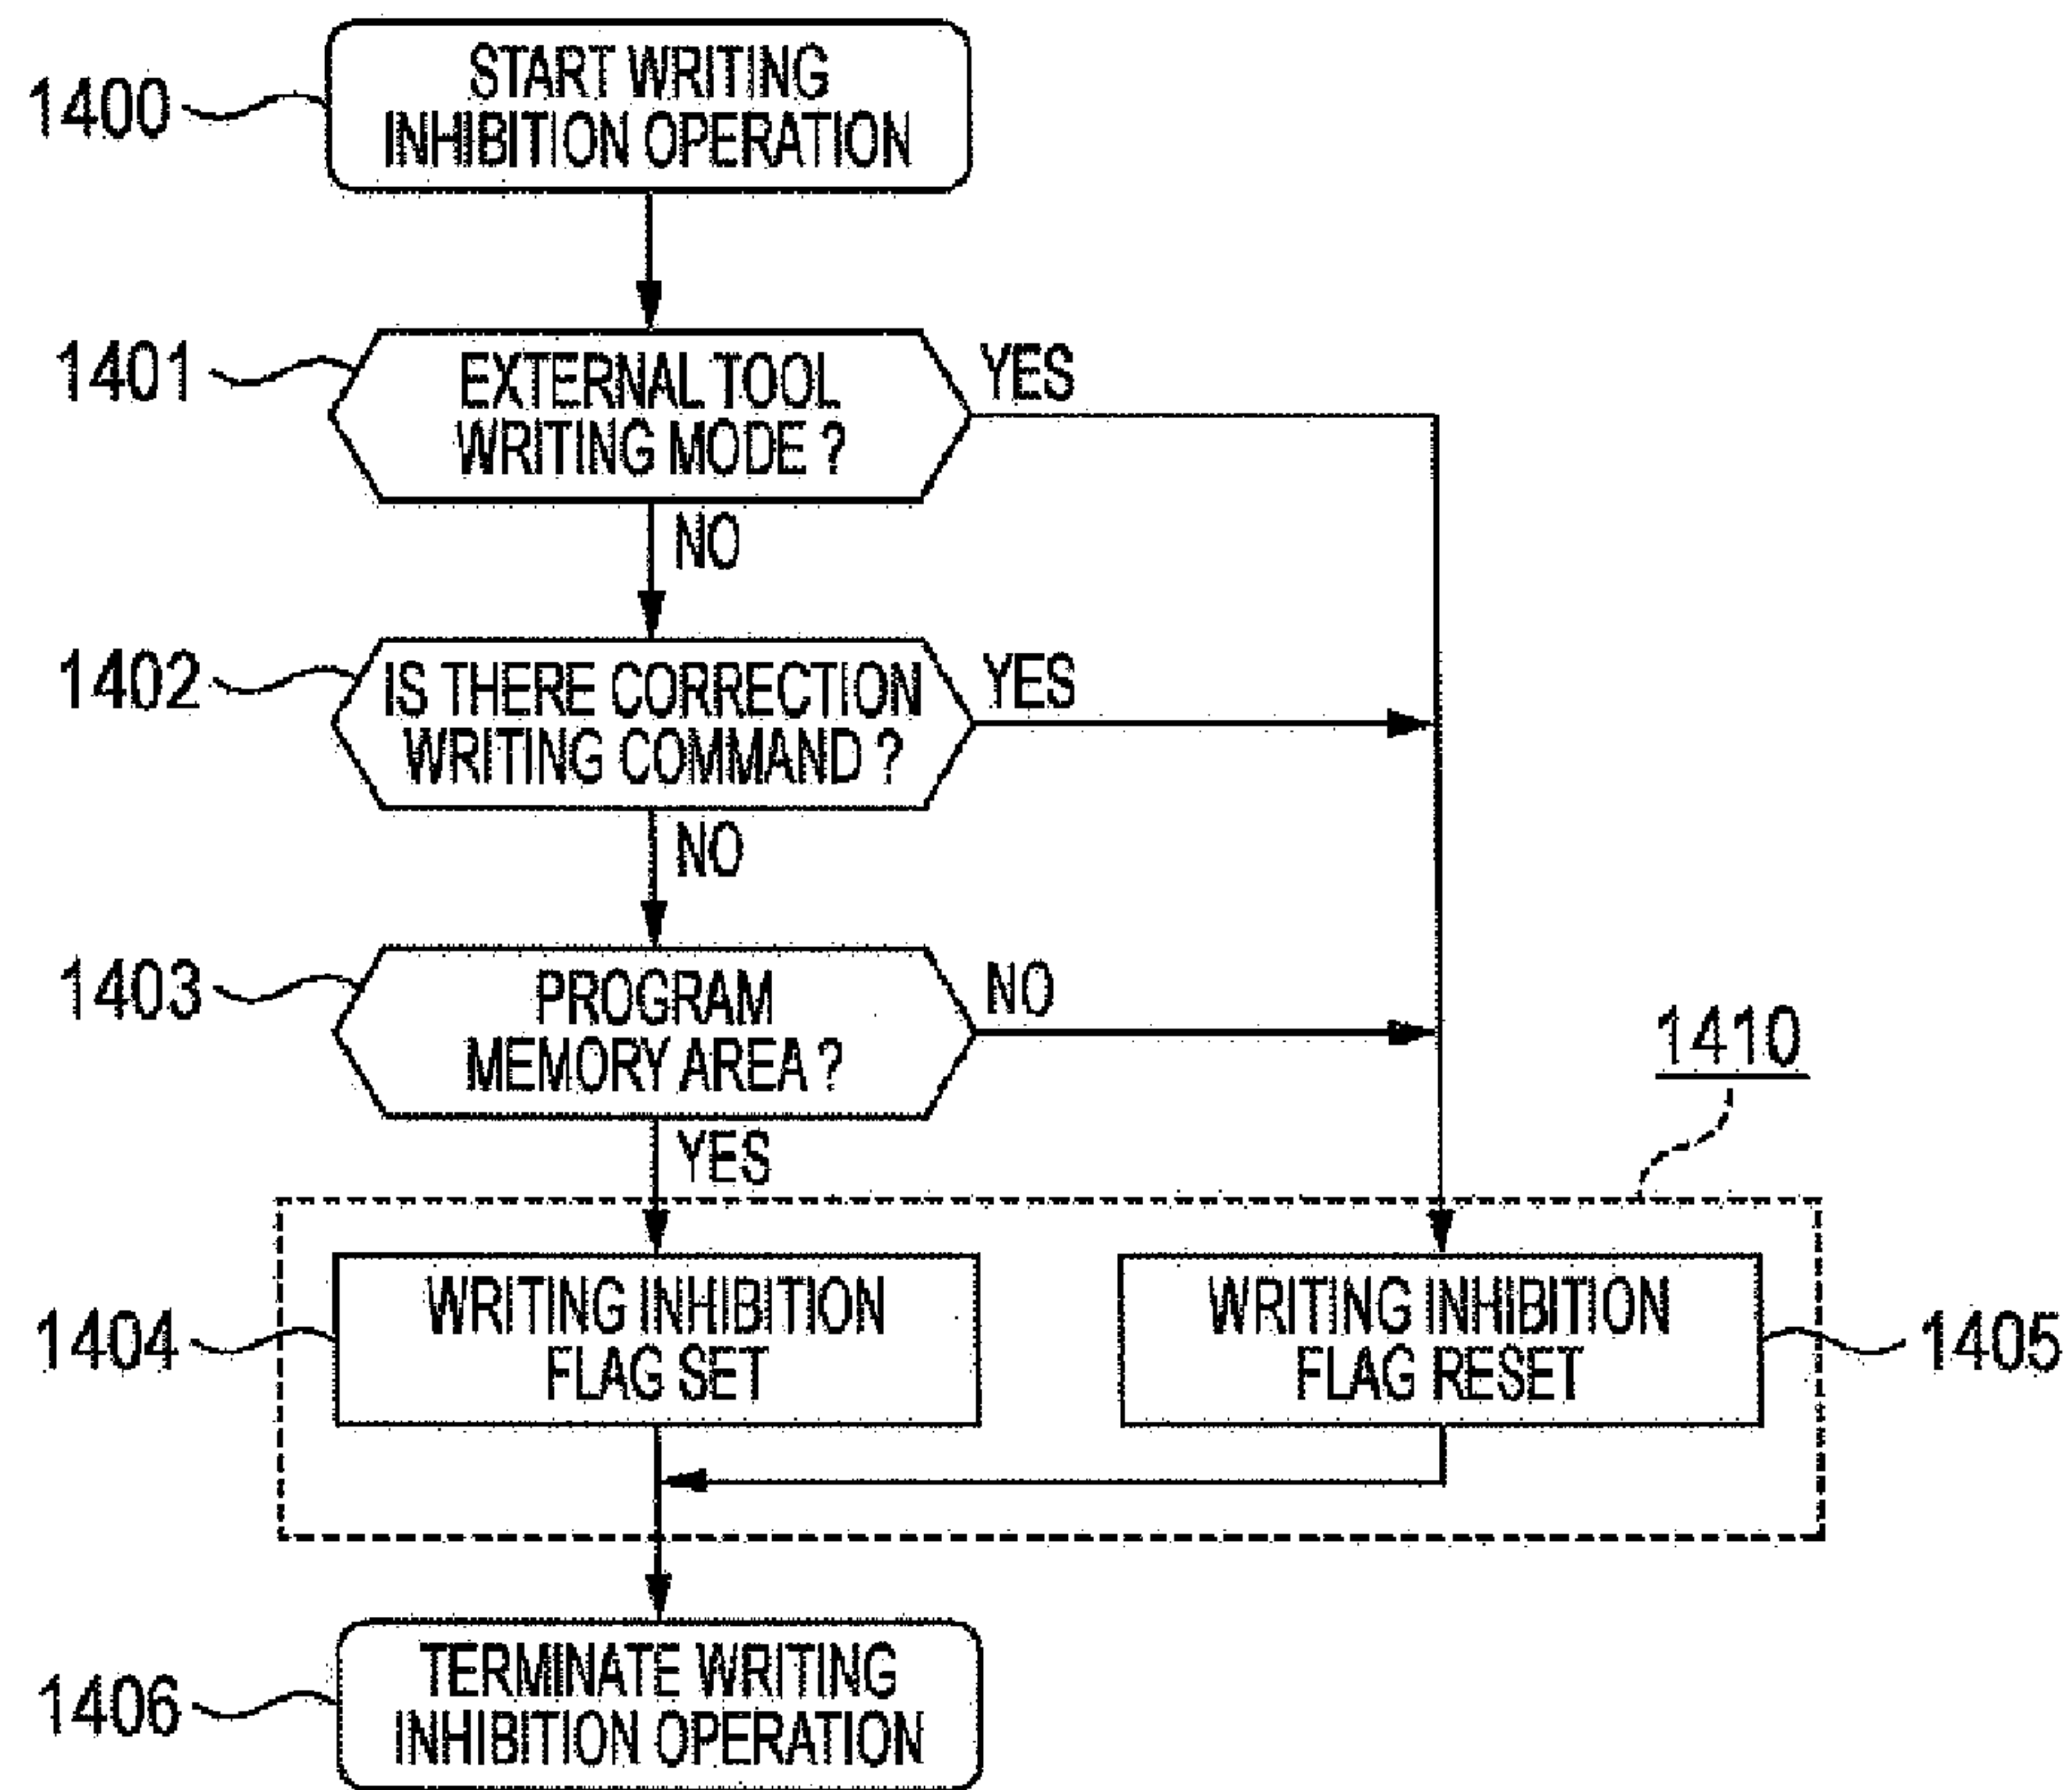 1400
START WRITING
INHIBITION OPERATION
1401
EXTERNAL TOOL
WRITING MODE ?
YES
NO
1402
IS THERE CORRECTION
WRITING COMMAND ?
YES
NO
1403
PROGRAM
MEMORY AREA ?
NO
YES
1410
1404
WRITING INHIBITION
FLAG SET
WRITING INHIBITION
FLAG RESET
1405
1406
TERMINATE WRITING
INHIBITION OPERATION